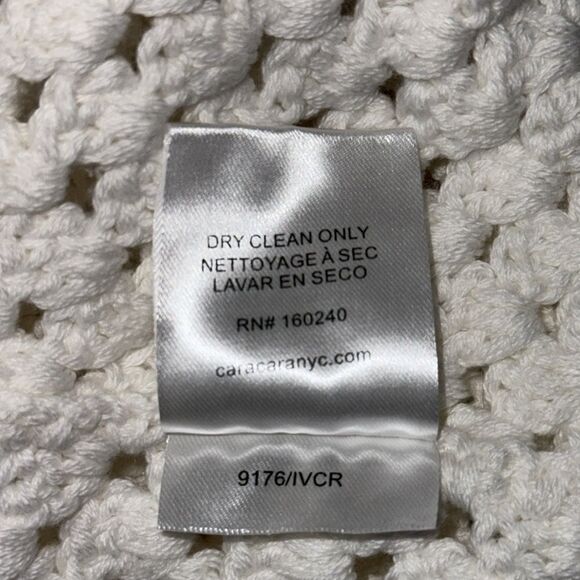 DRY CLEAN ONLY
NETTOYAGE À SEC
LAVAR EN SECO
RN# 160240
caracaranyc.com
9176/IVCR